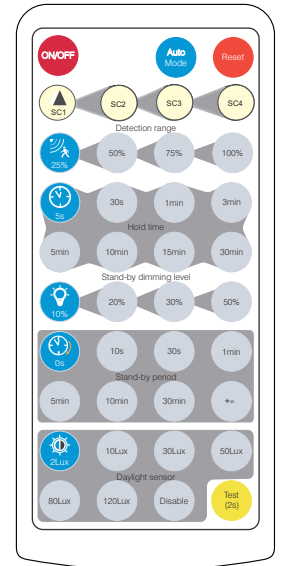 ON/OFF
Auto
Mode
Reset
SC1
SC2
SC3
SC4
Detection range
25%
50%
75%
100%
5s
30s
1min
3min
Hold time
5min
10min
15min
30min
Stand-by dimming level
10%
20%
30%
50%
0s
10s
30s
1min
Stand-by period
5min
10min
30min
+∞
2Lux
10Lux
30Lux
50Lux
Daylight sensor
80Lux
120Lux
Disable
Test
(2s)